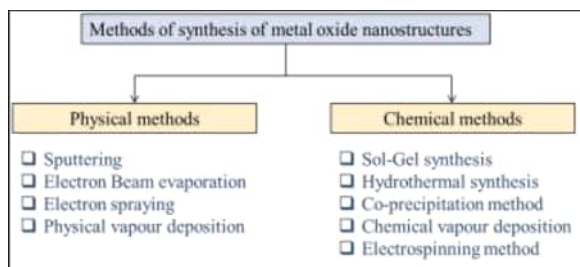 Methods of synthesis of metal oxide nanostructures
Physical methods
Sputtering
Electron Beam evaporation
Electron spraying
Physical vapour deposition
Chemical methods
Sol-Gel synthesis
Hydrothermal synthesis
Co-precipitation method
Chemical vapour deposition
Electrospinning method